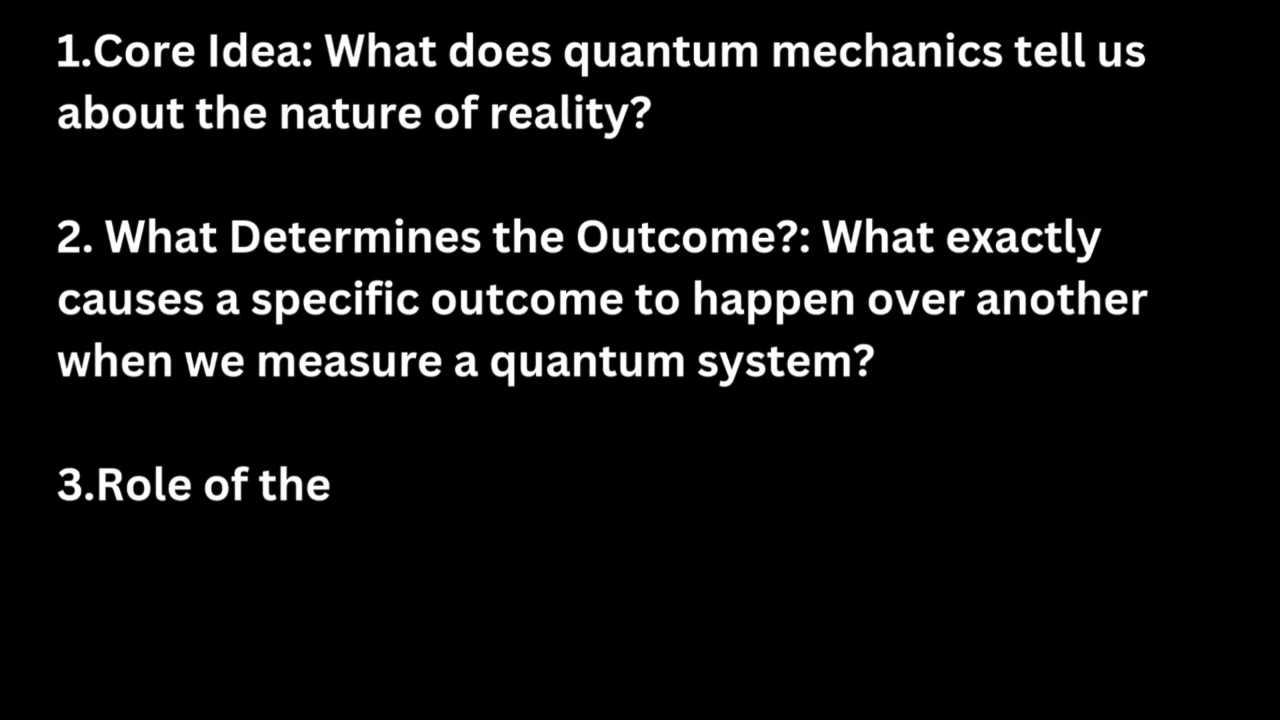 1.Core Idea: What does quantum mechanics tell us
about the nature of reality?
2. What Determines the Outcome?: What exactly
causes a specific outcome to happen over another
when we measure a quantum system?
3.Role of the